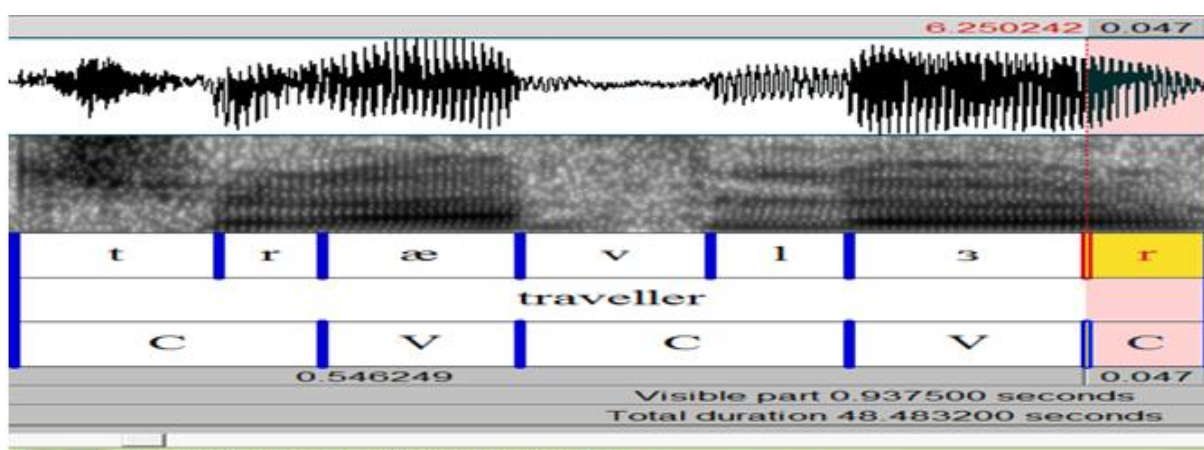 6.250242 0.047
t r æ v l ɜ r
traveller
C V C V C
0.546249 0.047
Visible part 0.937500 seconds
Total duration 48.483200 seconds